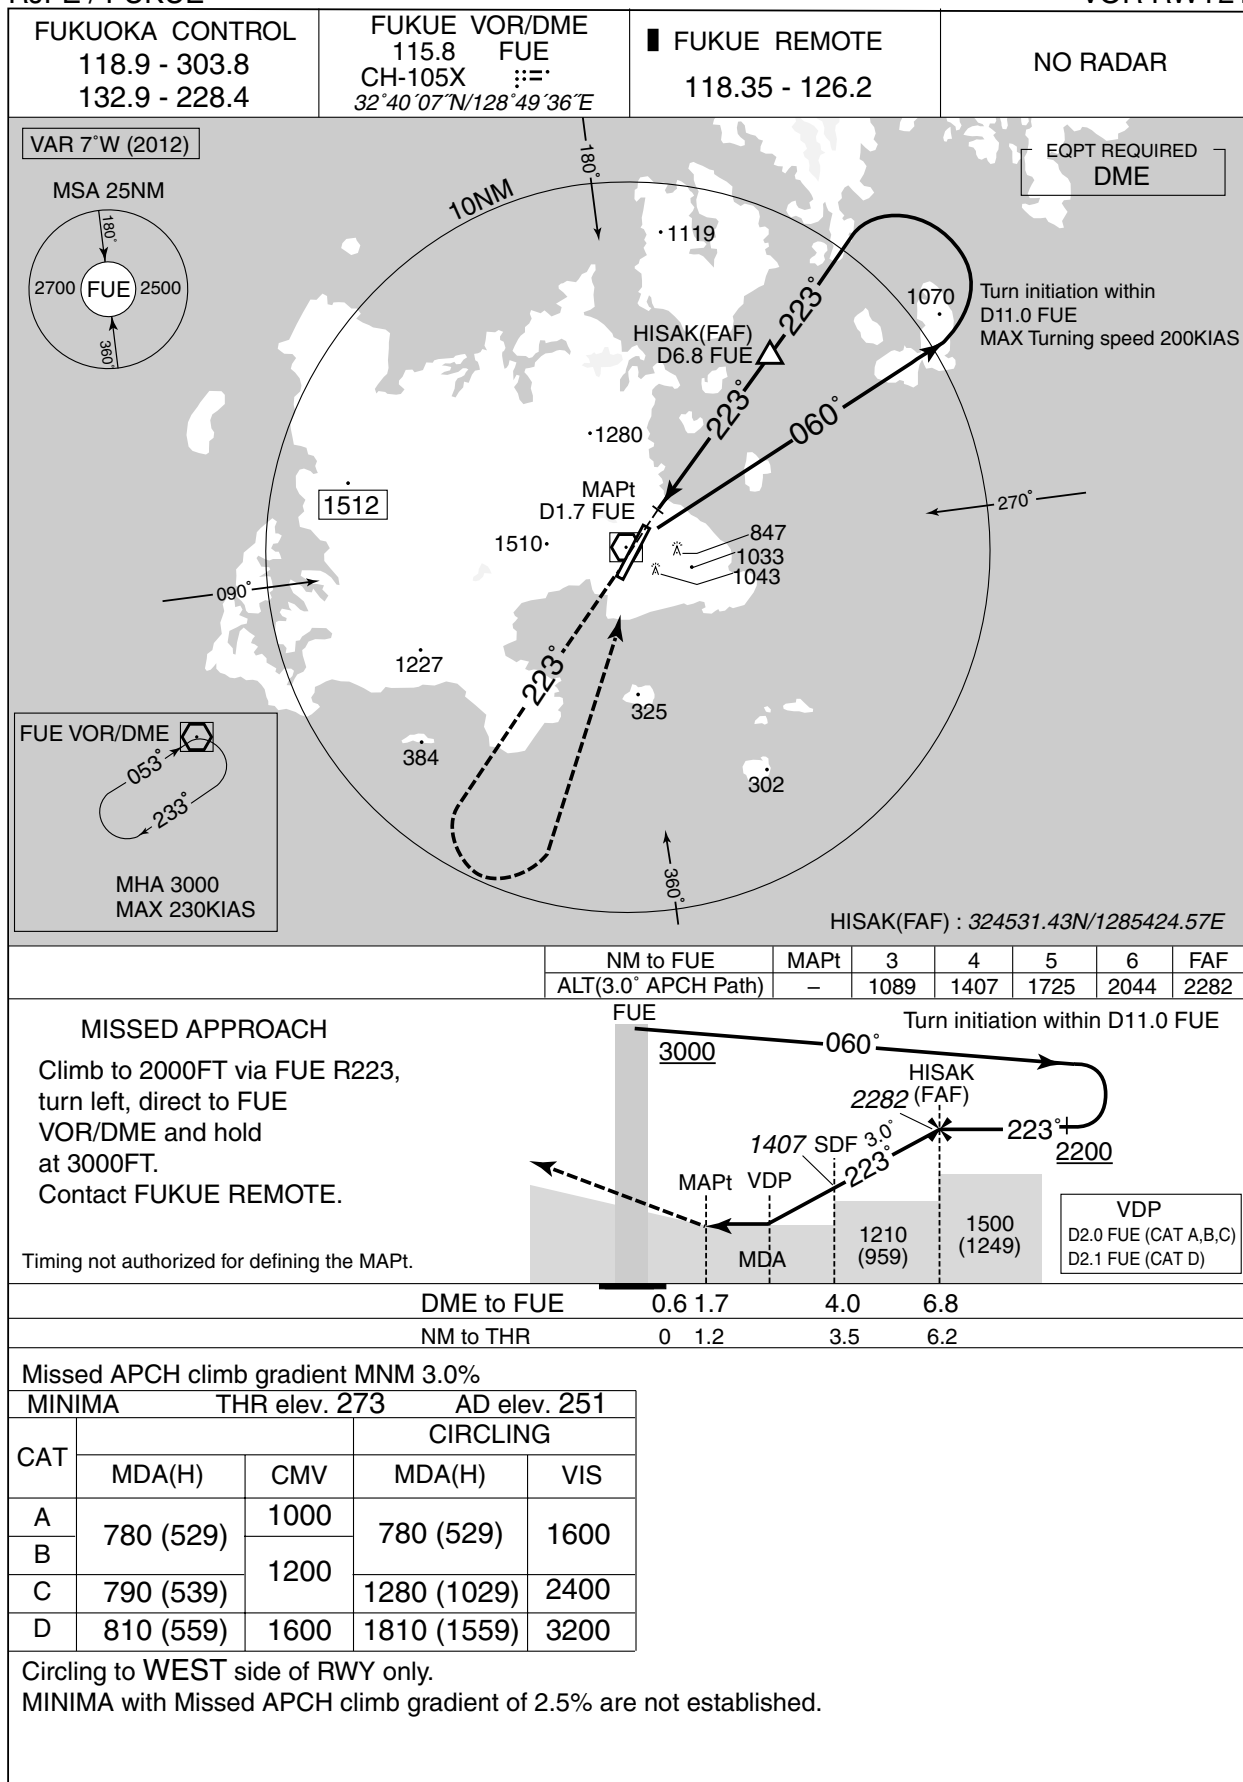 FUKUOKA CONTROL
118.9 - 303.8
132.9 - 228.4
FUKUE VOR/DME
115.8 FUE
CH-105X
32°40´07˝N/128°49´36˝E
FUKUE REMOTE
118.35 - 126.2
NO RADAR
VAR 7°W (2012)
MSA 25NM
180°
2700 FUE 2500
360°
180°
10NM
EQPT REQUIRED
DME
1119
1070
Turn initiation within
D11.0 FUE
MAX Turning speed 200KIAS
HISAK(FAF)
D6.8 FUE
223°
223°
060°
1280
1512
MAPt
D1.7 FUE
270°
1510
847
1033
1043
090°
1227
223°
325
384
302
360°
FUE VOR/DME
053°
233°
MHA 3000
MAX 230KIAS
HISAK(FAF) : 324531.43N/1285424.57E
NM to FUE MAPt 3 4 5 6 FAF
ALT(3.0° APCH Path) – 1089 1407 1725 2044 2282
MISSED APPROACH
Climb to 2000FT via FUE R223,
turn left, direct to FUE
VOR/DME and hold
at 3000FT.
Contact FUKUE REMOTE.
Timing not authorized for defining the MAPt.
FUE
Turn initiation within D11.0 FUE
3000
060°
HISAK
(FAF)
2282
223°
2200
1407 SDF 3.0°
223°
MAPt VDP
MDA
1210
(959)
1500
(1249)
VDP
D2.0 FUE (CAT A,B,C)
D2.1 FUE (CAT D)
DME to FUE 0.6 1.7 4.0 6.8
NM to THR 0 1.2 3.5 6.2
Missed APCH climb gradient MNM 3.0%
MINIMA THR elev. 273 AD elev. 251
CAT
CIRCLING
MDA(H) CMV MDA(H) VIS
A 780 (529) 1000 780 (529) 1600
B 1200
C 790 (539) 1280 (1029) 2400
D 810 (559) 1600 1810 (1559) 3200
Circling to WEST side of RWY only.
MINIMA with Missed APCH climb gradient of 2.5% are not established.